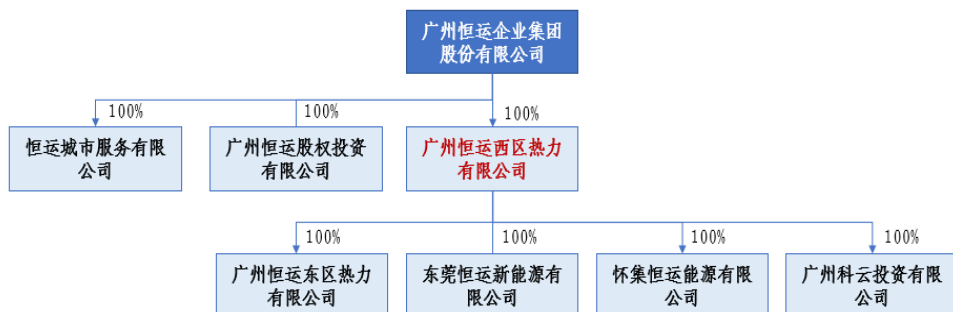 广州恒运企业集团
股份有限公司
100%
100%
100%
恒运城市服务有限
公司
广州恒运股权投资
有限公司
广州恒运西区热力
有限公司
100%
100%
100%
100%
广州恒运东区热力
有限公司
东莞恒运新能源有
限公司
怀集恒运能源有限
公司
广州科云投资有限
公司